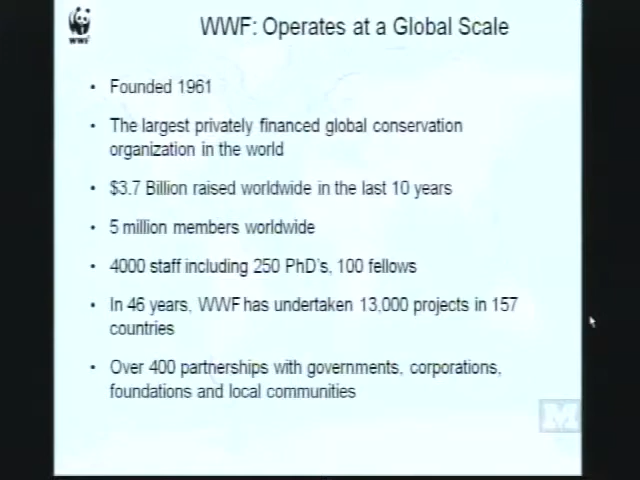 WWF
WWF: Operates at a Global Scale
• Founded 1961
• The largest privately financed global conservation
organization in the world
• $3.7 Billion raised worldwide in the last 10 years
• 5 million members worldwide
• 4000 staff including 250 PhD's, 100 fellows
• In 46 years, WWF has undertaken 13,000 projects in 157
countries
• Over 400 partnerships with governments, corporations,
foundations and local communities
M